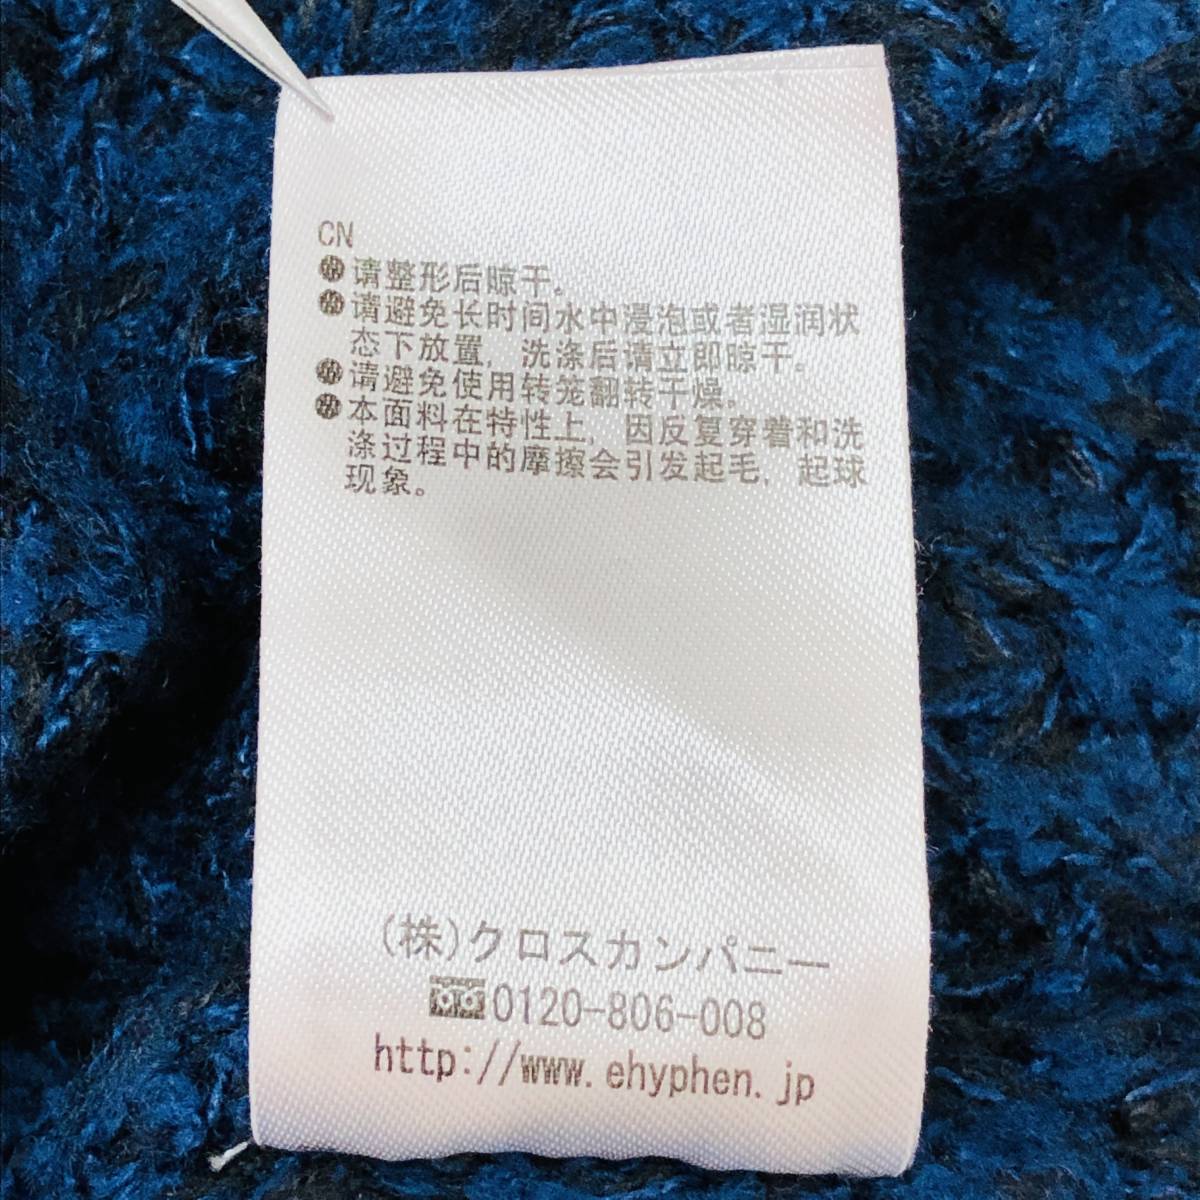 CN
注 请整形后晾干。
注 请避免长时间水中浸泡或者湿润状
态下放置，洗涤后请立即晾干。
请避免使用转笼翻转干燥。
本面料在特性上，因反复穿着和洗
涤过程中的摩擦会引发起毛，起球
现象。
(株)クロスカンパニー
0120-806-008
http://www.ehyphen.jp